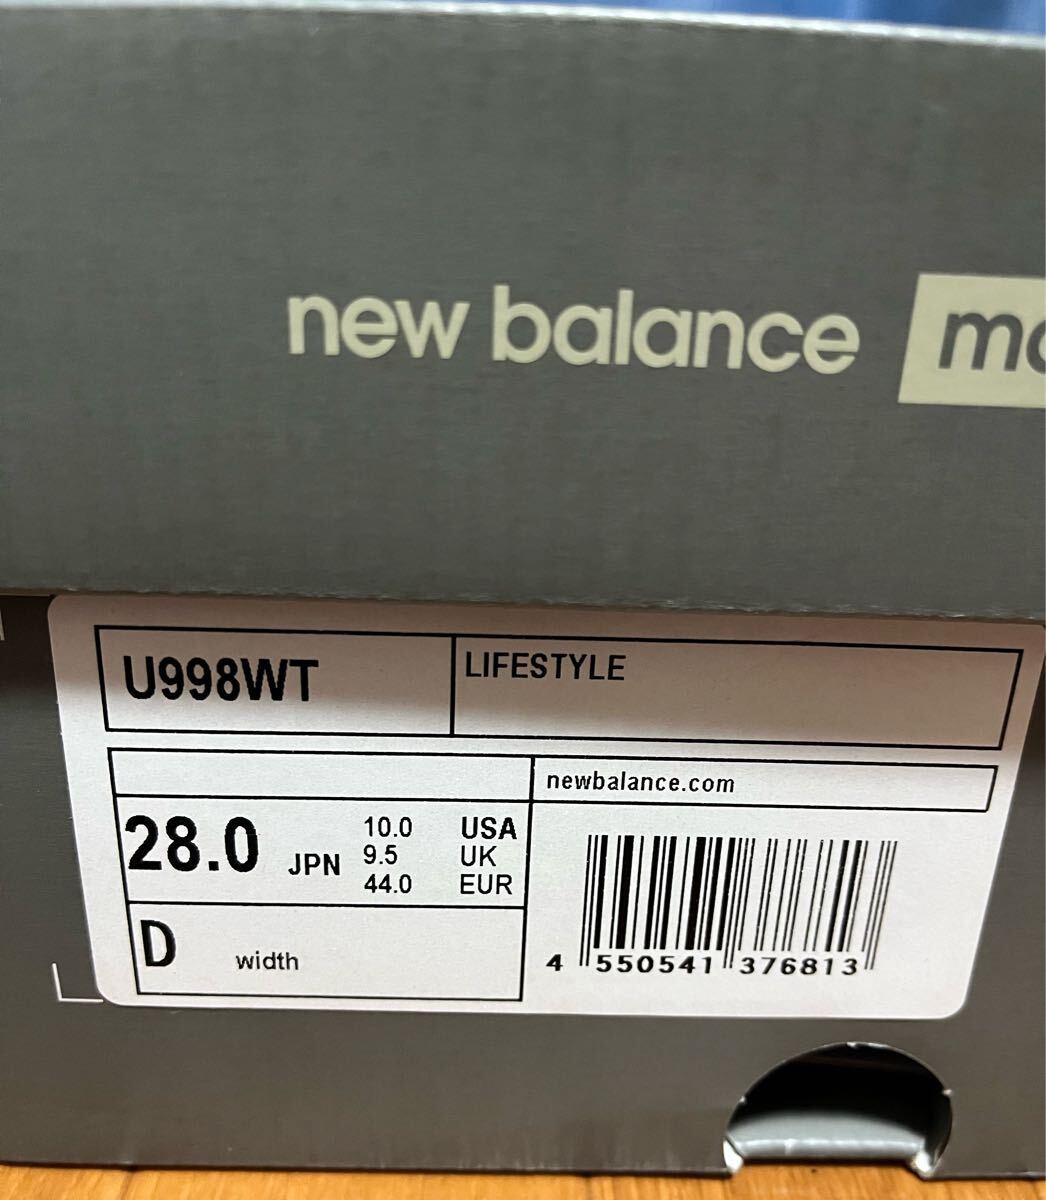 new balance
U998WT
LIFESTYLE
newbalance.com
28.0 JPN
10.0 USA
9.5 UK
44.0 EUR
D width
4 550541 376813